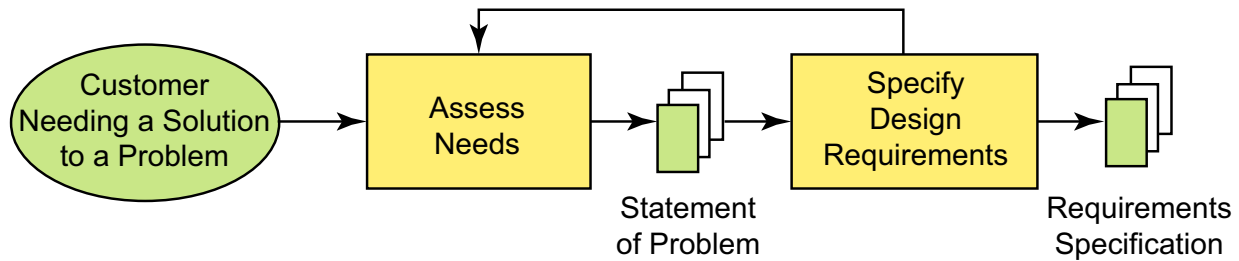 Customer
Needing a Solution
to a Problem
Assess
Needs
Statement
of Problem
Specify
Design
Requirements
Requirements
Specification